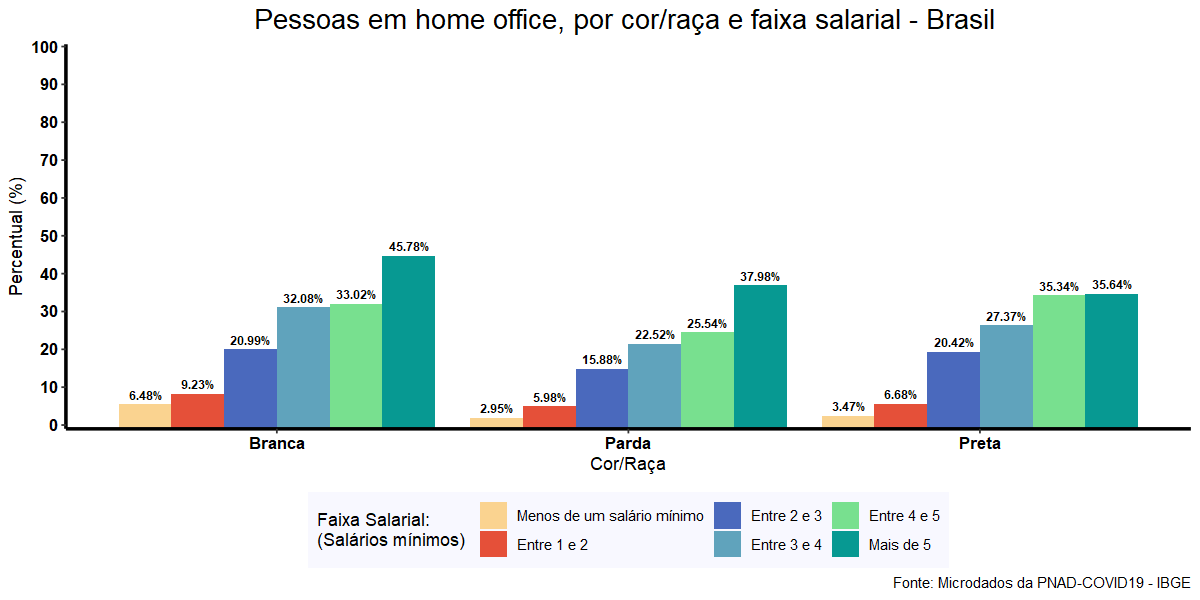 Pessoas em home office, por cor/raça e faixa salarial - Brasil
100
90
80
70
60
50
40
30
20
10
0
Percentual (%)
6.48%
9.23%
20.99%
32.08%
33.02%
45.78%
2.95%
5.98%
15.88%
22.52%
25.54%
37.98%
3.47%
6.68%
20.42%
27.37%
35.34%
35.64%
Branca
Parda
Preta
Cor/Raça
Faixa Salarial:
(Salários mínimos)
Menos de um salário mínimo
Entre 1 e 2
Entre 2 e 3
Entre 3 e 4
Entre 4 e 5
Mais de 5
Fonte: Microdados da PNAD-COVID19 - IBGE